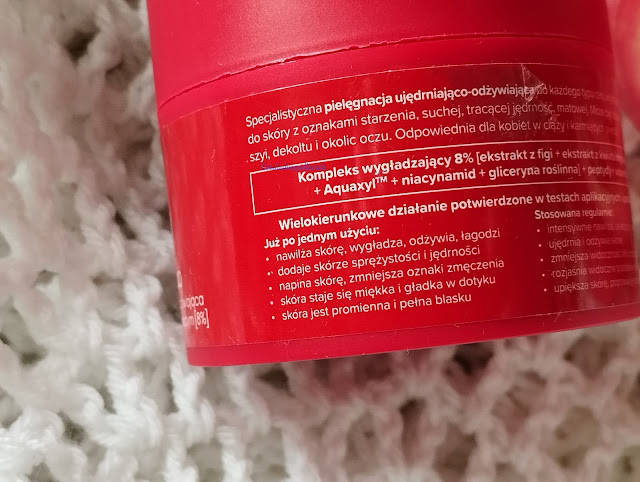 Specjalistyczna pielęgnacja ujędrniająco-odżywiająca do każdego typu
do skóry z oznakami starzenia, suchej, tracącej jędrność, matowej.
szyi, dekoltu i okolic oczu. Odpowiednia dla kobiet w ciąży i karmiących
Kompleks wygładzający 8% [ekstrakt z figi + ekstrakt z
+ Aquaxyl™ + niacynamid + gliceryna roślinna] + peptydy
Wielokierunkowe działanie potwierdzone w testach aplikacyjnych
Już po jednym użyciu:
• nawilża skórę, wygładza, odżywia, łagodzi
• dodaje skórze sprężystości i jędrności
• napina skórę, zmniejsza oznaki zmęczenia
• skóra staje się miękka i gładka w dotyku
• skóra jest promienna i pełna blasku
Stosowana regularnie:
• intensywnie nawilża
• ujędrnia i odżywia
• zmniejsza
• rozjaśnia
• upiększa skórę,
[8%]